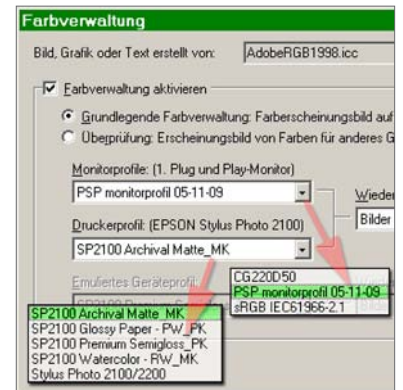 Farbverwaltung
Bild, Grafik oder Text erstellt von: AdobeRGB1998.icc
Farbverwaltung aktivieren
Grundlegende Farbverwaltung: Farberscheinungsbild auf
Überprüfung: Erscheinungsbild von Farben für anderes G
Monitorprofile: (1. Plug und Play-Monitor)
PSP monitorprofil 05-11-09
Wieder
Druckerprofil: (EPSON Stylus Photo 2100)
Bilder
SP2100 Archival Matte_MK
Emuliertes Geräteprofil:
CG220D50
PSP monitorprofil 05-11-09
sRGB IEC61966-2.1
SP2100 Archival Matte_MK
SP2100 Glossy Paper - PW_PK
SP2100 Premium Semigloss_PK
SP2100 Watercolor - RW_MK
Stylus Photo 2100/2200